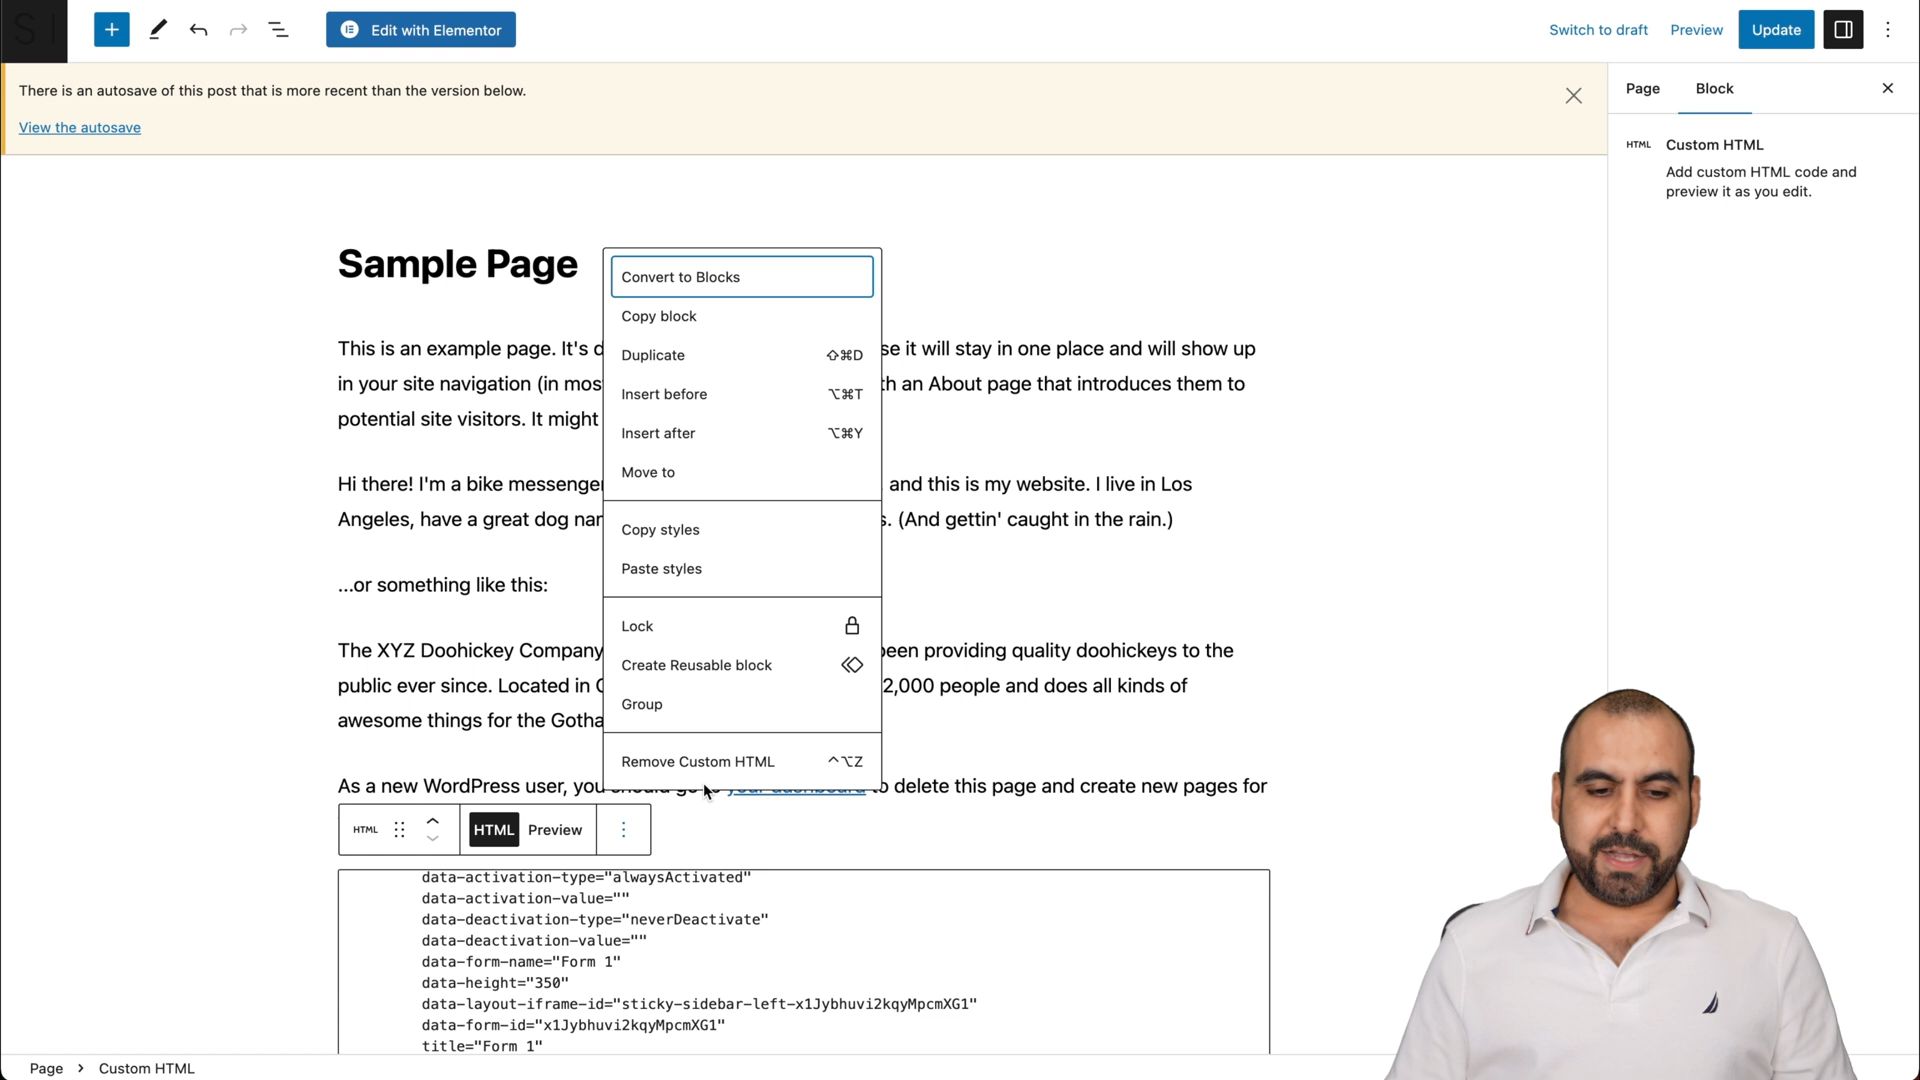 SI
Edit with Elementor
Switch to draft
Preview
Update
There is an autosave of this post that is more recent than the version below.
View the autosave
Page
Block
HTML
Custom HTML
Add custom HTML code and
preview it as you edit.
Sample Page
Convert to Blocks
Copy block
Duplicate ⇧⌘D
Insert before ⌥⌘T
Insert after ⌥⌘Y
Move to
Copy styles
Paste styles
Lock
Create Reusable block
Group
Remove Custom HTML ⌃⌥Z
This is an example page. It's se it will stay in one place and will show up
in your site navigation (in an About page that introduces them to
potential site visitors. It might
Hi there! I'm a bike and this is my website. I live in Los
Angeles, have a great dog (And gettin' caught in the rain.)
...or something like this:
The XYZ Doohickey Company been providing quality doohickeys to the
public ever since. Located in 2,000 people and does all kinds of
awesome things for the
As a new WordPress user, you should go to your dashboard to delete this page and create new pages for
HTML
HTML
Preview
data-activation-type="alwaysActivated"
data-activation-value=""
data-deactivation-type="neverDeactivate"
data-deactivation-value=""
data-form-name="Form 1"
data-height="350"
data-layout-iframe-id="sticky-sidebar-left-x1Jybhuvi2kqyMpcmXG1"
data-form-id="x1Jybhuvi2kqyMpcmXG1"
title="Form 1"
Page > Custom HTML